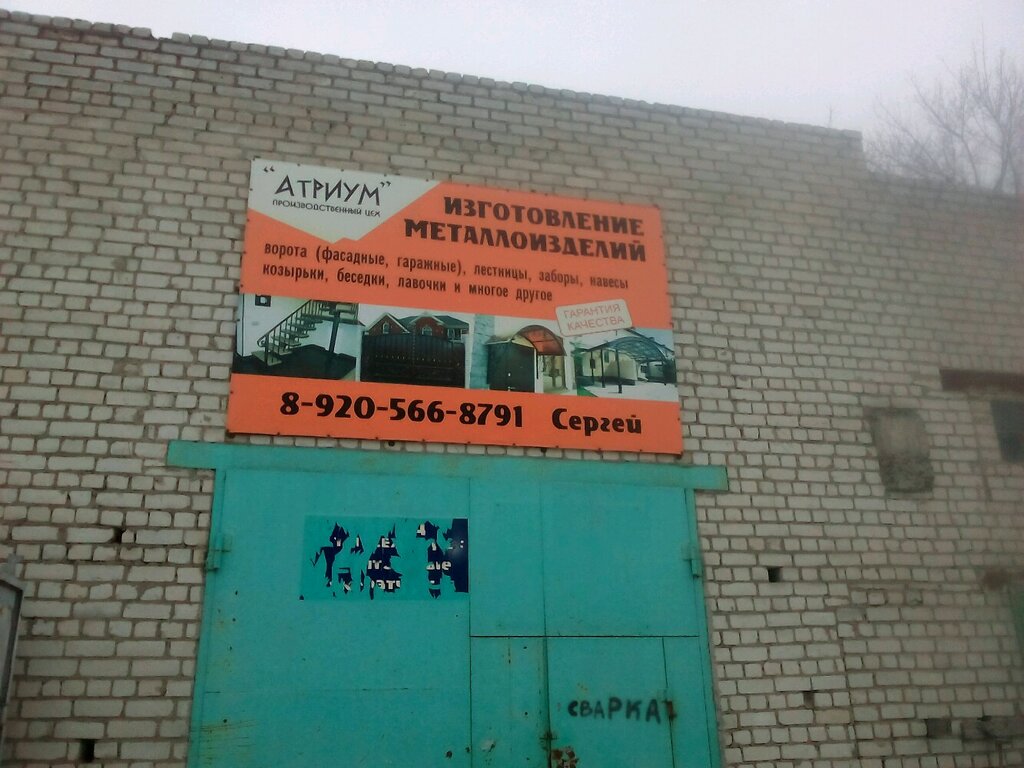 "АТРИУМ"
ПРОИЗВОДСТВЕННЫЙ ЦЕХ
ИЗГОТОВЛЕНИЕ
МЕТАЛЛОИЗДЕЛИЙ
ворота (фасадные, гаражные), лестницы, заборы, навесы
козырьки, беседки, лавочки и многое другое
ГАРАНТИЯ
КАЧЕСТВА
8-920-566-8791 Сергей
сваРКА